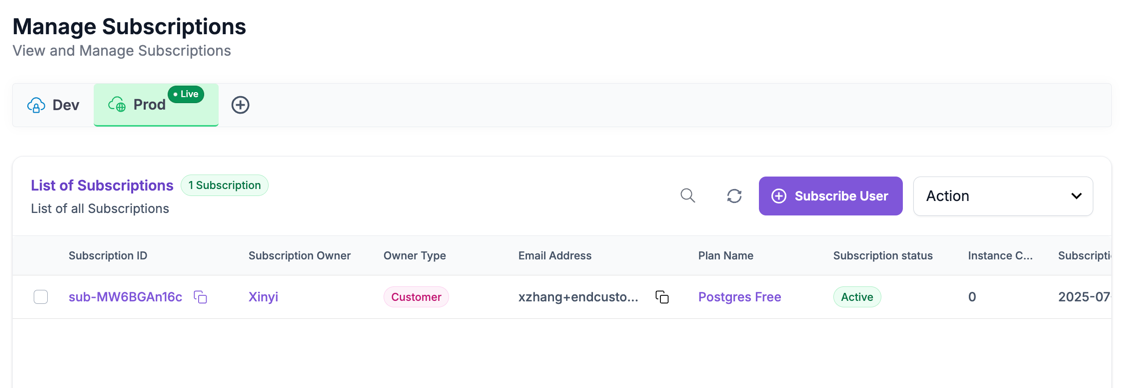 Manage Subscriptions
View and Manage Subscriptions
Dev Prod • Live
List of Subscriptions 1 Subscription
List of all Subscriptions
Subscribe User Action
Subscription ID Subscription Owner Owner Type Email Address Plan Name Subscription status Instance C... Subscripti
sub-MW6BGAn16c Xinyi Customer xzhang+endcusto... Postgres Free Active 0 2025-07